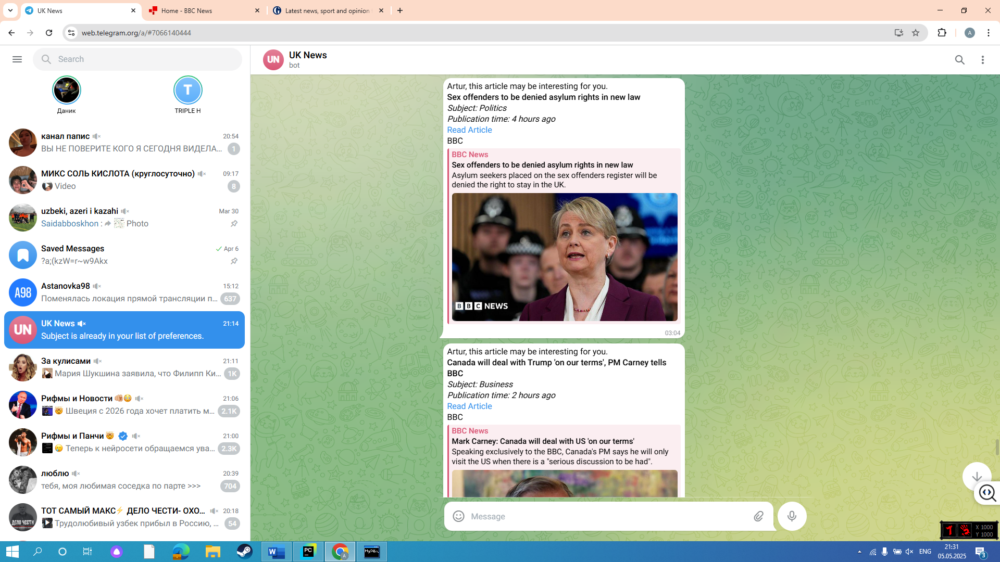 UK News
Home - BBC News
Latest news, sport and opinion
web.telegram.org/a/#7066140444
A
Search
Даник
T
TRIPLE H
канал папис
20:54
ВЫ НЕ ПОВЕРИТЕ КОГО Я СЕГОДНЯ ВИДЕЛА...
1
МИКС СОЛЬ КИСЛОТА (круглосуточно)
09:17
Video
8
uzbeki, azeri i kazahi
Mar 30
Saidabboskhon : Photo
Saved Messages
Apr 6
?a;(kzW=r~w9Akx
A98
Astanovka98
15:12
Поменялась локация прямой трансляции п...
637
UN
UK News
21:14
Subject is already in your list of preferences.
За кулисами
21:11
Мария Шукшина заявила, что Филипп Ки...
1K
Рифмы и Новости
21:06
Швеция с 2026 года хочет платить м...
2.1K
Рифмы и Панчи
21:00
Теперь к нейросети обращаемся ува...
2.3K
люблю
20:39
тебя, моя любимая соседка по парте >>>
704
ДЕЛО ЧЕСТИ
ТОТ САМЫЙ МАКС⚡ ДЕЛО ЧЕСТИ- ОХО...
20:18
Трудолюбивый узбек прибыл в Россию, ...
54
UN
UK News
bot
Artur, this article may be interesting for you.
Sex offenders to be denied asylum rights in new law
Subject: Politics
Publication time: 4 hours ago
Read Article
BBC
BBC News
Sex offenders to be denied asylum rights in new law
Asylum seekers placed on the sex offenders register will be
denied the right to stay in the UK.
BBC NEWS
03:04
Artur, this article may be interesting for you.
Canada will deal with Trump 'on our terms', PM Carney tells
BBC
Subject: Business
Publication time: 2 hours ago
Read Article
BBC
BBC News
Mark Carney: Canada will deal with US 'on our terms'
Speaking exclusively to the BBC, Canada's PM says he will only
visit the US when there is a "serious discussion to be had".
Message
X 1000
Y 1000
W
PC
A
MySQL
ENG
21:31
05.05.2025
3